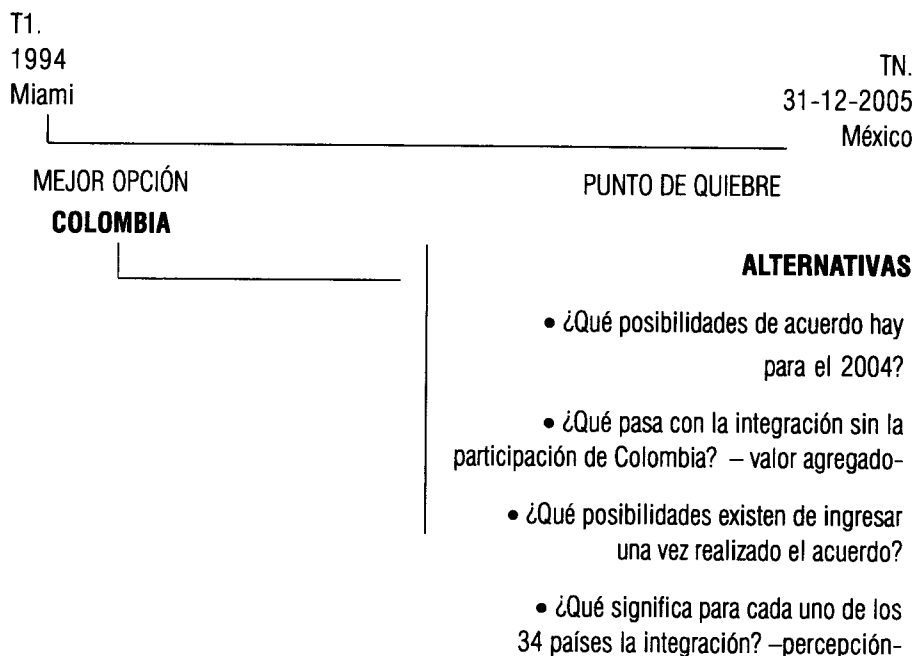 T1.
1994
Miami
TN.
31-12-2005
México
MEJOR OPCIÓN
PUNTO DE QUIEBRE
COLOMBIA
ALTERNATIVAS
• ¿Qué posibilidades de acuerdo hay
para el 2004?
• ¿Qué pasa con la integración sin la
participación de Colombia? – valor agregado-
• ¿Qué posibilidades existen de ingresar
una vez realizado el acuerdo?
• ¿Qué significa para cada uno de los
34 países la integración? –percepción-